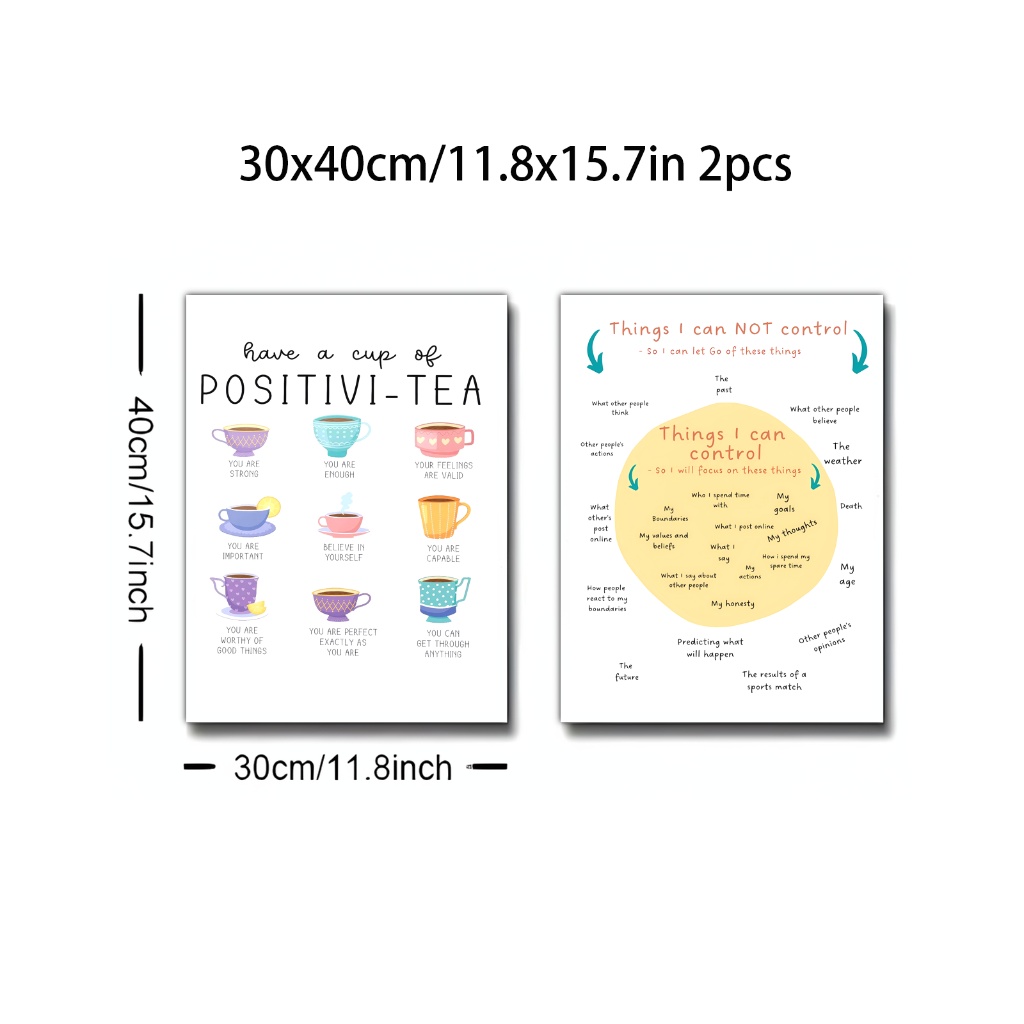 30x40cm/11.8x15.7in 2pcs
40cm/15.7inch
30cm/11.8inch
have a cup of
POSITIVI-TEA
YOU ARE
STRONG
YOU ARE
ENOUGH
YOUR FEELINGS
ARE VALID
YOU ARE
IMPORTANT
BELIEVE IN
YOURSELF
YOU ARE
CAPABLE
YOU ARE
WORTHY OF
GOOD THINGS
YOU ARE PERFECT
EXACTLY AS
YOU ARE
YOU CAN
GET THROUGH
ANYTHING
Things I can NOT control
- So I can let Go of these things
The
past
What other people
think
What other people
believe
Other people's
actions
The
weather
Things I can
control
- So I will focus on these things
Who I spend time
with
My
goals
My
Boundaries
What I post online
My thoughts
My values and
beliefs
What I
say
How i spend my
spare time
My
actions
What I say about
other people
My honesty
What
other's
post
online
Death
My
age
How people
react to my
boundaries
Predicting what
will happen
Other people's
opinions
The
future
The results of a
sports match